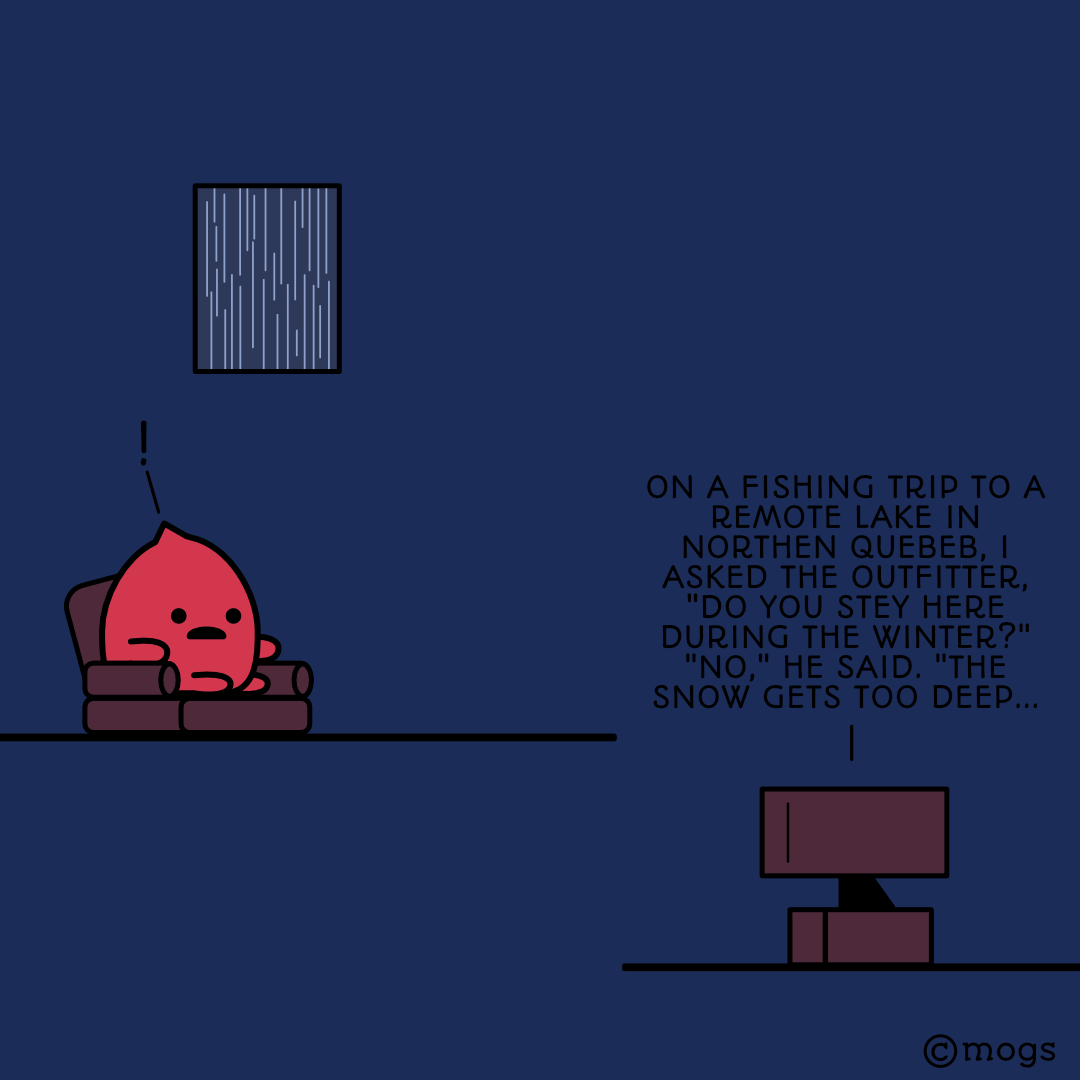 !
ON A FISHING TRIP TO A
REMOTE LAKE IN
NORTHEN QUEBEB, I
ASKED THE OUTFITTER,
"DO YOU STEY HERE
DURING THE WINTER?"
"NO," HE SAID. "THE
SNOW GETS TOO DEEP...
©mogs